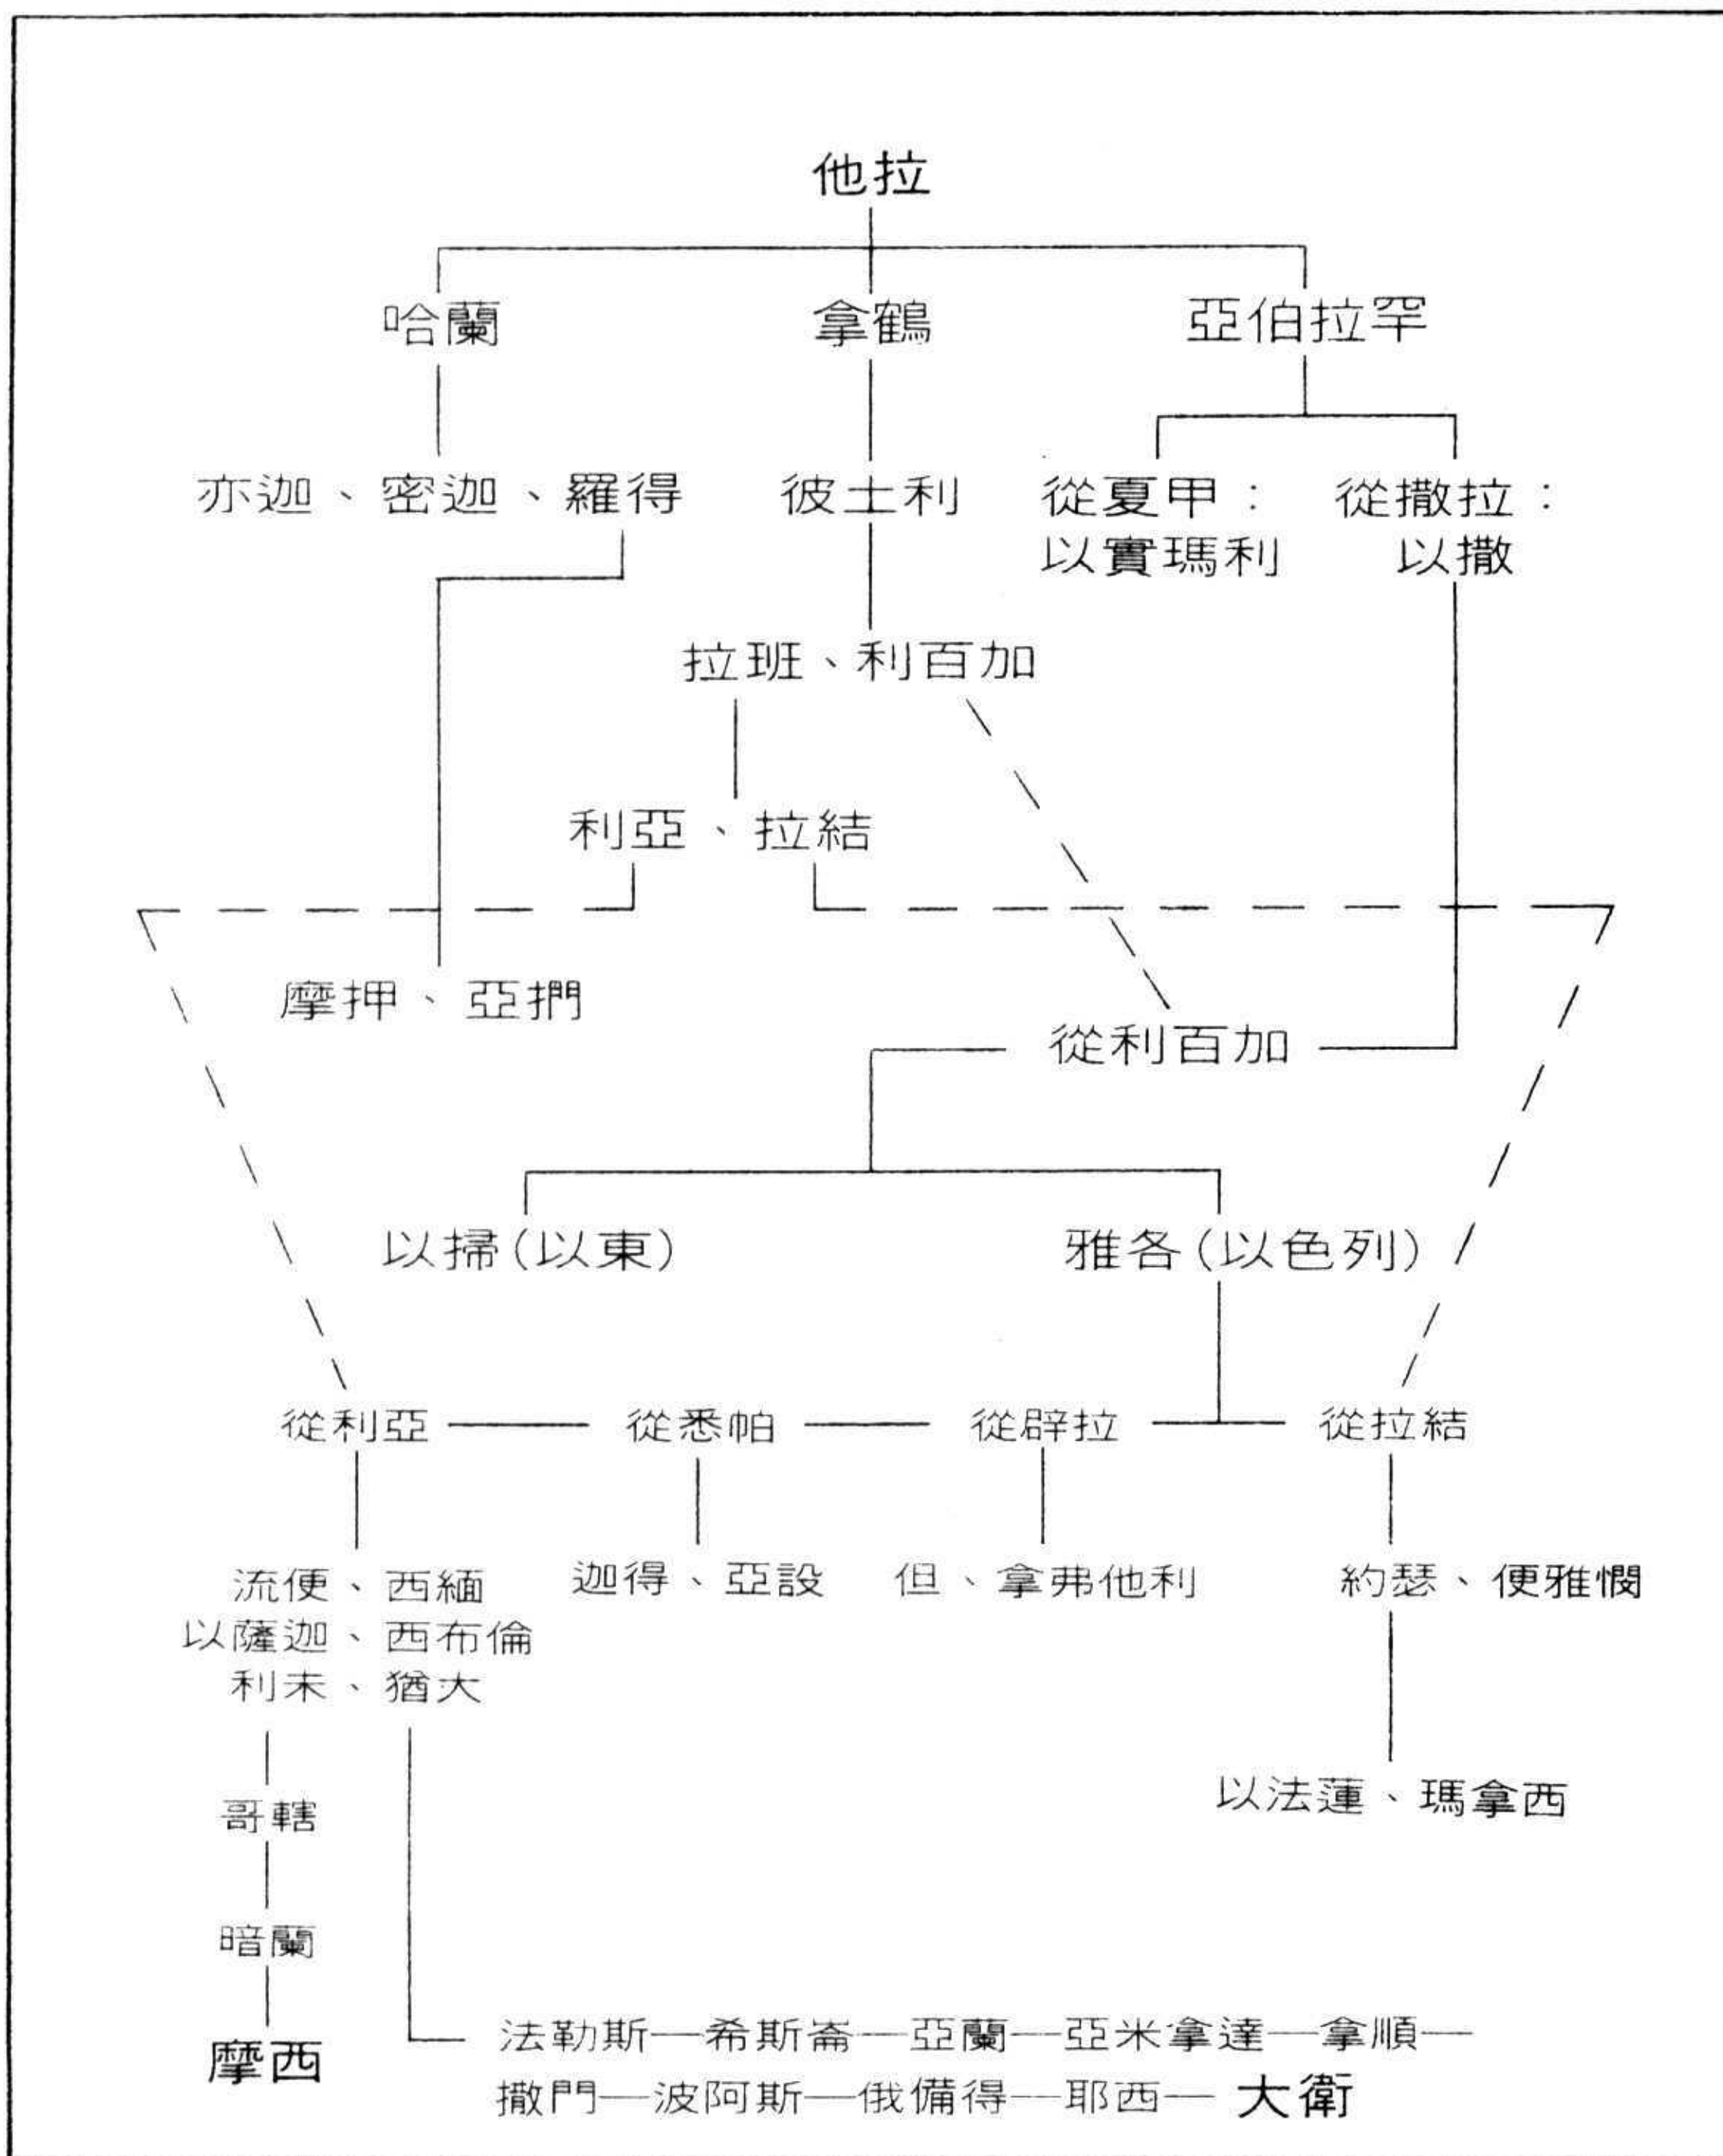 他拉
哈蘭 拿鶴 亞伯拉罕
亦迦、密迦、羅得 彼土利 從夏甲： 從撒拉：
以實瑪利 以撒
拉班、利百加
利亞、拉結
摩押、亞捫
從利百加
以掃(以東) 雅各(以色列)
從利亞 從悉帕 從辟拉 從拉結
流便、西緬 迦得、亞設 但、拿弗他利 約瑟、便雅憫
以薩迦、西布倫
利未、猶大
以法蓮、瑪拿西
哥轄
暗蘭
摩西
法勒斯—希斯崙—亞蘭—亞米拿達—拿順—
撒門—波阿斯—俄備得—耶西—大衛